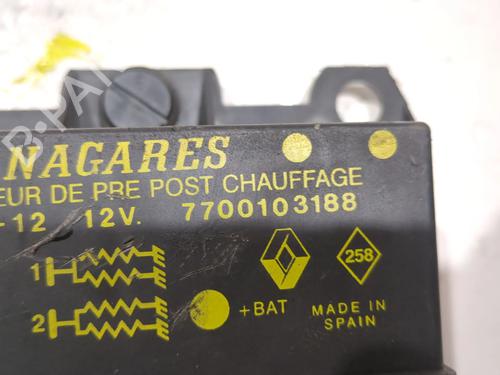 NAGARES
EUR DE PRE POST CHAUFFAGE
-12 12V. 7700103188
1
2
258
+BAT
MADE IN
SPAIN